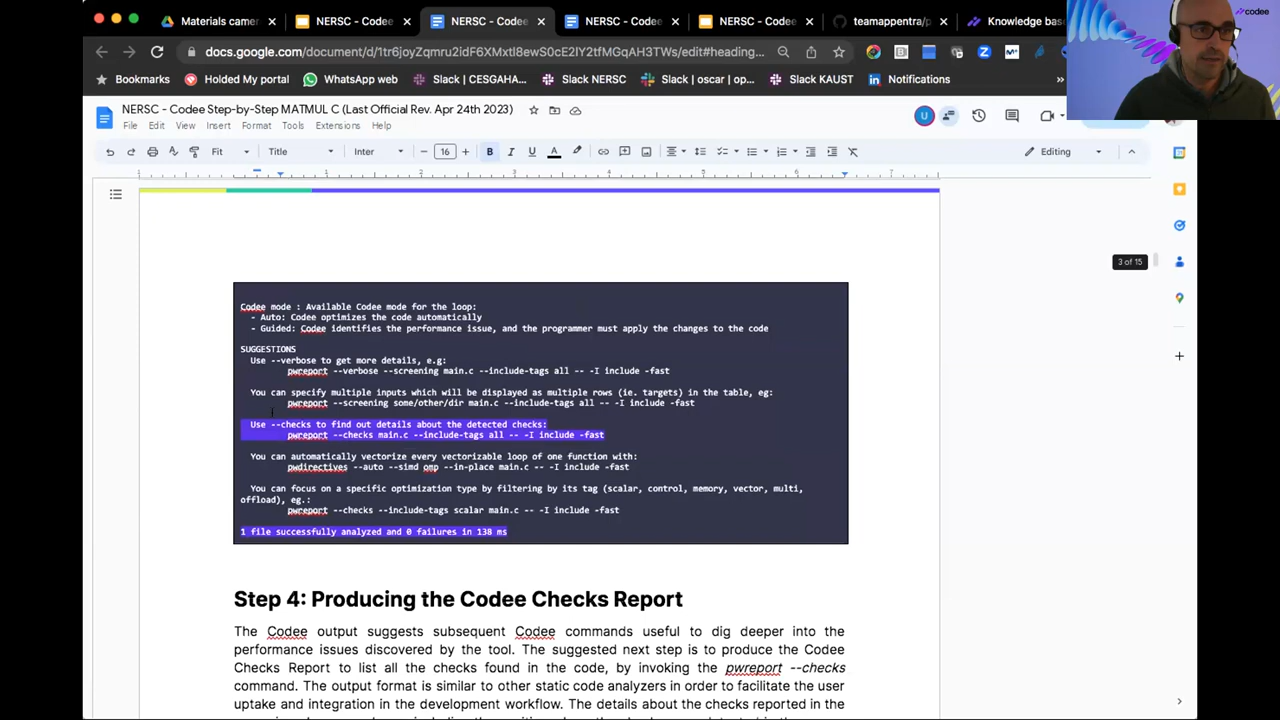 Materials camer
NERSC - Codee
NERSC - Codee
NERSC - Codee
NERSC - Codee
teamappentra/p
Knowledge base
codee
docs.google.com/document/d/1tr6joyZqmru2idF6XMxtl8ewS0cE2IY2tfMGqAH3TWs/edit#heading...
Bookmarks
Holded My portal
WhatsApp web
Slack | CESGAHA...
Slack NERSC
Slack | oscar | op...
Slack KAUST
Notifications
»
NERSC - Codee Step-by-Step MATMUL C (Last Official Rev. Apr 24th 2023)
File Edit View Insert Format Tools Extensions Help
U
Fit Title Inter – 16 + B I U A Editing
1 1 2 3 4 5 6 7
3 of 15
Codee mode : Available Codee mode for the loop:
- Auto: Codee optimizes the code automatically
- Guided: Codee identifies the performance issue, and the programmer must apply the changes to the code
SUGGESTIONS
Use --verbose to get more details, e.g:
pwreport --verbose --screening main.c --include-tags all -- -I include -fast
You can specify multiple inputs which will be displayed as multiple rows (ie. targets) in the table, eg:
pwreport --screening some/other/dir main.c --include-tags all -- -I include -fast
Use --checks to find out details about the detected checks:
pwreport --checks main.c --include-tags all -- -I include -fast
You can automatically vectorize every vectorizable loop of one function with:
pwdirectives --auto --simd omp --in-place main.c -- -I include -fast
You can focus on a specific optimization type by filtering by its tag (scalar, control, memory, vector, multi,
offload), eg.:
pwreport --checks --include-tags scalar main.c -- -I include -fast
1 file successfully analyzed and 0 failures in 138 ms
Step 4: Producing the Codee Checks Report
The Codee output suggests subsequent Codee commands useful to dig deeper into the
performance issues discovered by the tool. The suggested next step is to produce the Codee
Checks Report to list all the checks found in the code, by invoking the pwreport --checks
command. The output format is similar to other static code analyzers in order to facilitate the user
uptake and integration in the development workflow. The details about the checks reported in the